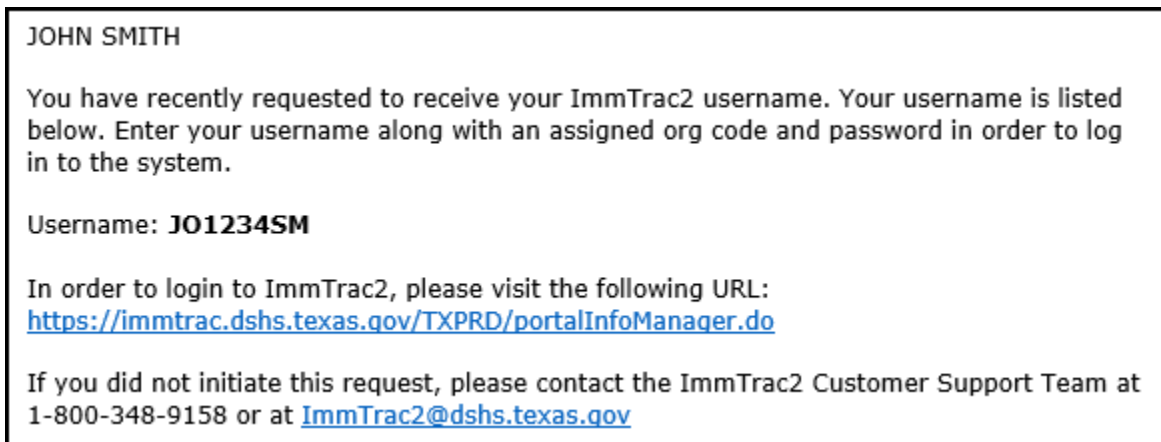 JOHN SMITH
You have recently requested to receive your ImmTrac2 username. Your username is listed
below. Enter your username along with an assigned org code and password in order to log
in to the system.
Username: JO1234SM
In order to login to ImmTrac2, please visit the following URL:
https://immtrac.dshs.texas.gov/TXPRD/portalInfoManager.do
If you did not initiate this request, please contact the ImmTrac2 Customer Support Team at
1-800-348-9158 or at ImmTrac2@dshs.texas.gov